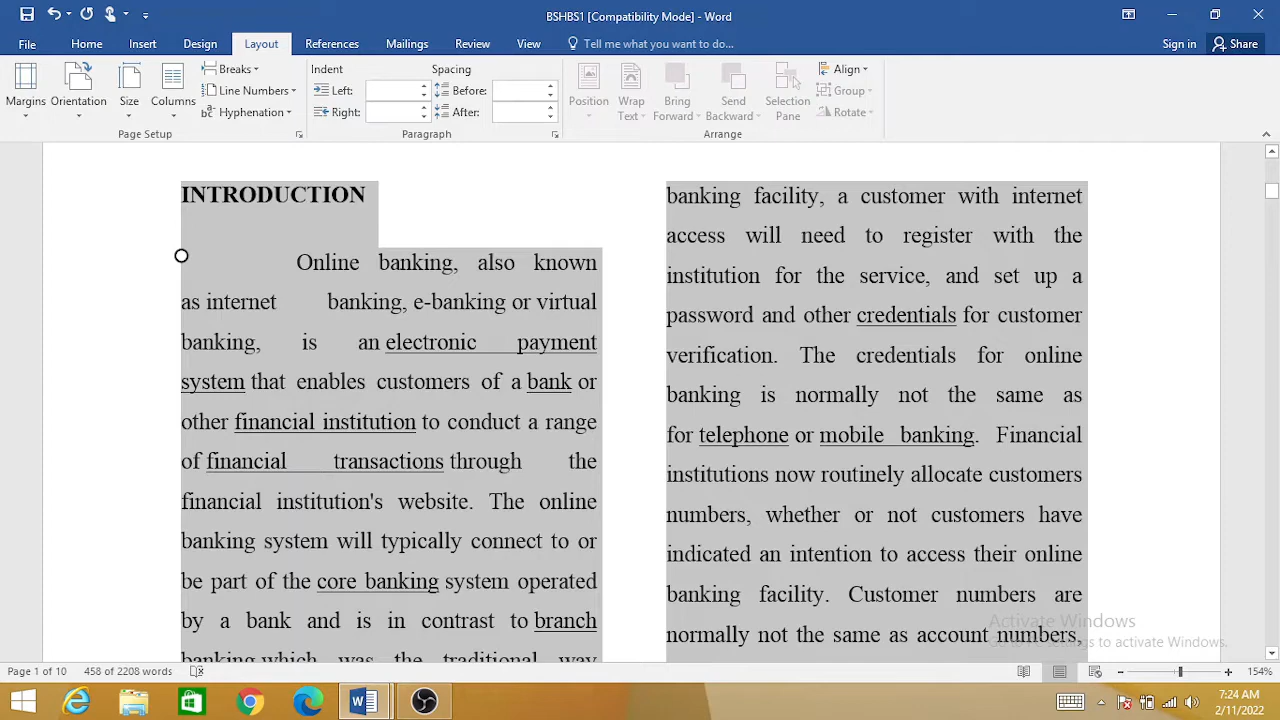 BSHBS1 [Compatibility Mode] - Word
File Home Insert Design Layout References Mailings Review View Tell me what you want to do... Sign in Share
Margins Orientation Size Columns
Breaks
Line Numbers
Hyphenation
Page Setup
Indent Spacing
Left: Before:
Right: After:
Paragraph
Position Wrap Text Bring Forward Send Backward Selection Pane
Align
Group
Rotate
Arrange
INTRODUCTION
Online banking, also known
as internet banking, e-banking or virtual
banking, is an electronic payment
system that enables customers of a bank or
other financial institution to conduct a range
of financial transactions through the
financial institution's website. The online
banking system will typically connect to or
be part of the core banking system operated
by a bank and is in contrast to branch
banking which was the traditional way
banking facility, a customer with internet
access will need to register with the
institution for the service, and set up a
password and other credentials for customer
verification. The credentials for online
banking is normally not the same as
for telephone or mobile banking. Financial
institutions now routinely allocate customers
numbers, whether or not customers have
indicated an intention to access their online
banking facility. Customer numbers are
normally not the same as account numbers,
Activate Windows
Go to PC settings to activate Windows.
Page 1 of 10 458 of 2208 words 154%
7:24 AM
2/11/2022